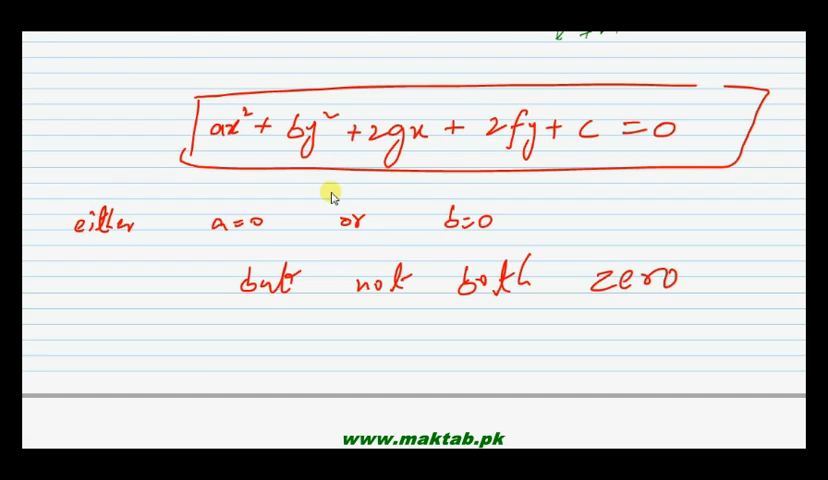 ax² + by² + 2gx + 2fy + c = 0
either a=0 or b=0
but not both zero
www.maktab.pk